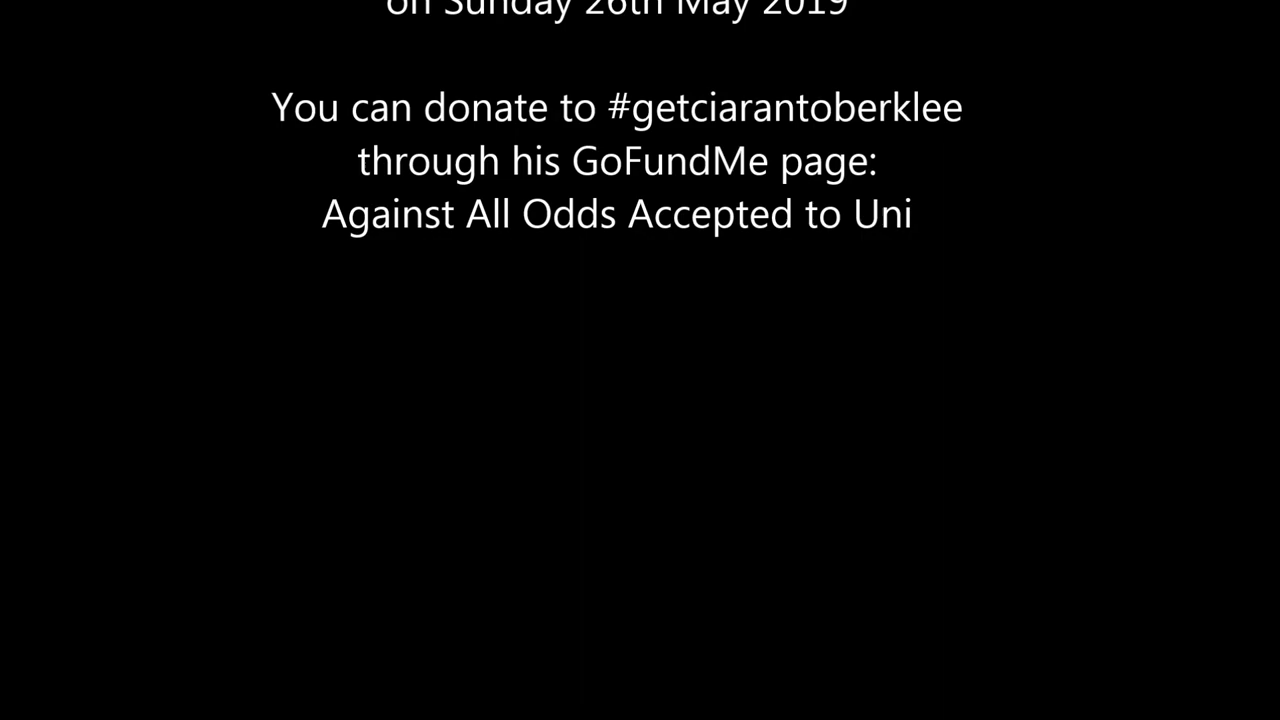 on Sunday 26th May 2019
You can donate to #getciarantoberklee
through his GoFundMe page:
Against All Odds Accepted to Uni